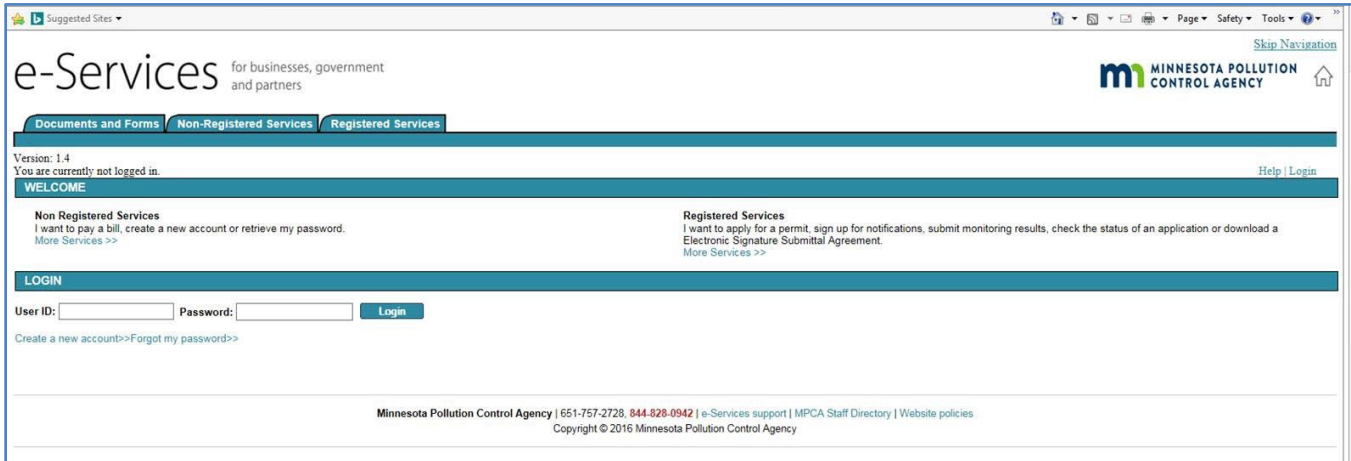 Suggested Sites
Page Safety Tools »
Skip Navigation
e-Services for businesses, government and partners
MINNESOTA POLLUTION CONTROL AGENCY
Documents and Forms Non-Registered Services Registered Services
Version: 1.4
You are currently not logged in.
Help | Login
WELCOME
Non Registered Services
I want to pay a bill, create a new account or retrieve my password.
More Services >>
Registered Services
I want to apply for a permit, sign up for notifications, submit monitoring results, check the status of an application or download a
Electronic Signature Submittal Agreement.
More Services >>
LOGIN
User ID: Password: Login
Create a new account>>Forgot my password>>
Minnesota Pollution Control Agency | 651-757-2728, 844-828-0942 | e-Services support | MPCA Staff Directory | Website policies
Copyright © 2016 Minnesota Pollution Control Agency